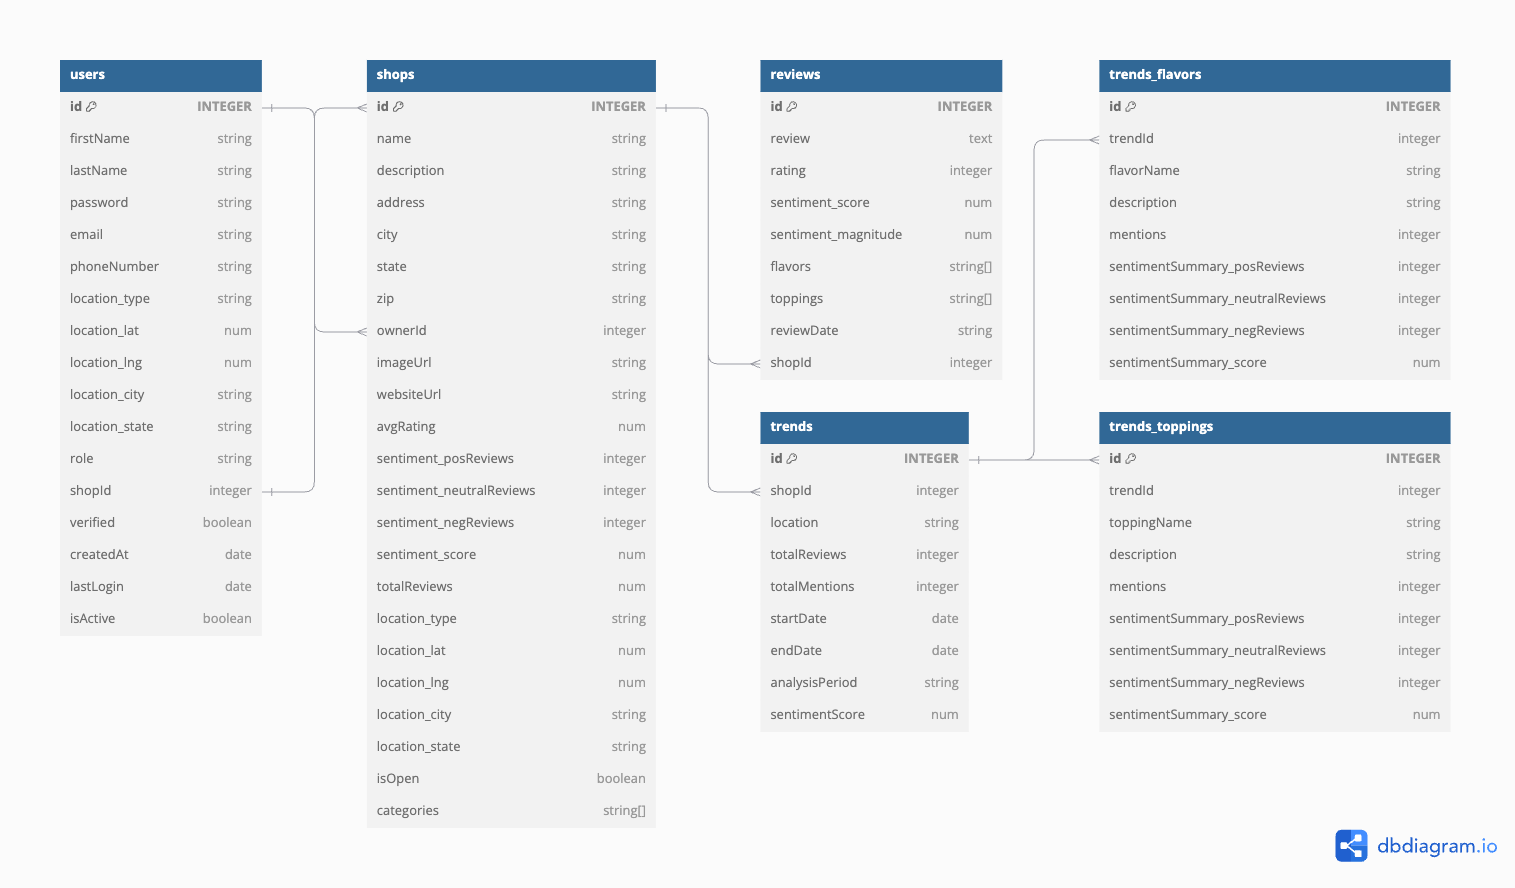 users
id INTEGER
firstName string
lastName string
password string
email string
phoneNumber string
location_type string
location_lat num
location_lng num
location_city string
location_state string
role string
shopId integer
verified boolean
createdAt date
lastLogin date
isActive boolean
shops
id INTEGER
name string
description string
address string
city string
state string
zip string
ownerId integer
imageUrl string
websiteUrl string
avgRating num
sentiment_posReviews integer
sentiment_neutralReviews integer
sentiment_negReviews integer
sentiment_score num
totalReviews num
location_type string
location_lat num
location_lng num
location_city string
location_state string
isOpen boolean
categories string[]
reviews
id INTEGER
review text
rating integer
sentiment_score num
sentiment_magnitude num
flavors string[]
toppings string[]
reviewDate string
shopId integer
trends
id INTEGER
shopId integer
location string
totalReviews integer
totalMentions integer
startDate date
endDate date
analysisPeriod string
sentimentScore num
trends_flavors
id INTEGER
trendId integer
flavorName string
description string
mentions integer
sentimentSummary_posReviews integer
sentimentSummary_neutralReviews integer
sentimentSummary_negReviews integer
sentimentSummary_score num
trends_toppings
id INTEGER
trendId integer
toppingName string
description string
mentions integer
sentimentSummary_posReviews integer
sentimentSummary_neutralReviews integer
sentimentSummary_negReviews integer
sentimentSummary_score num
dbdiagram.io